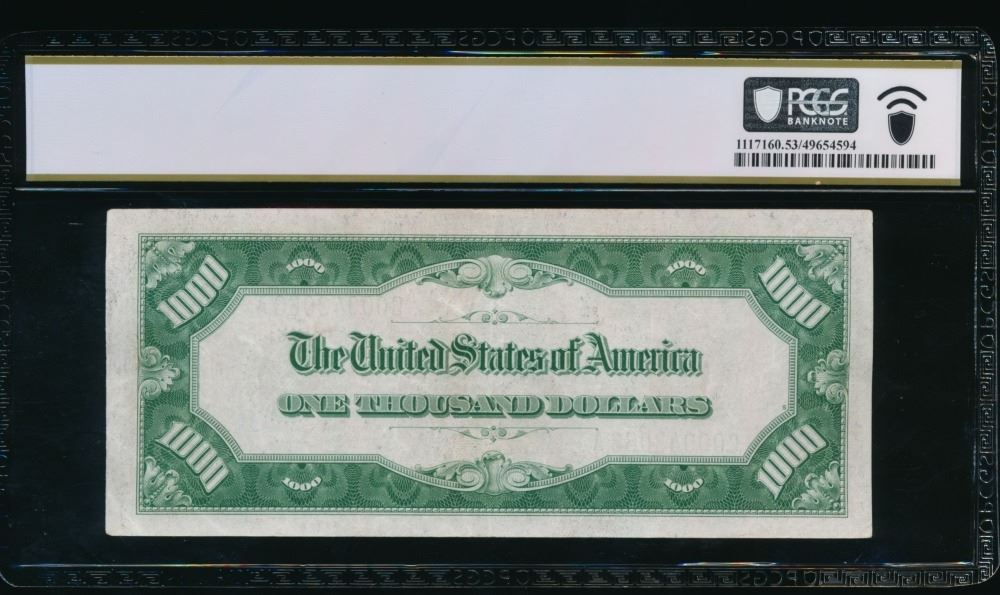 PCGS
BANKNOTE
1117160.53/49654594
1000 1000 1000 1000
The United States of America
ONE THOUSAND DOLLARS
1000 1000 1000 1000